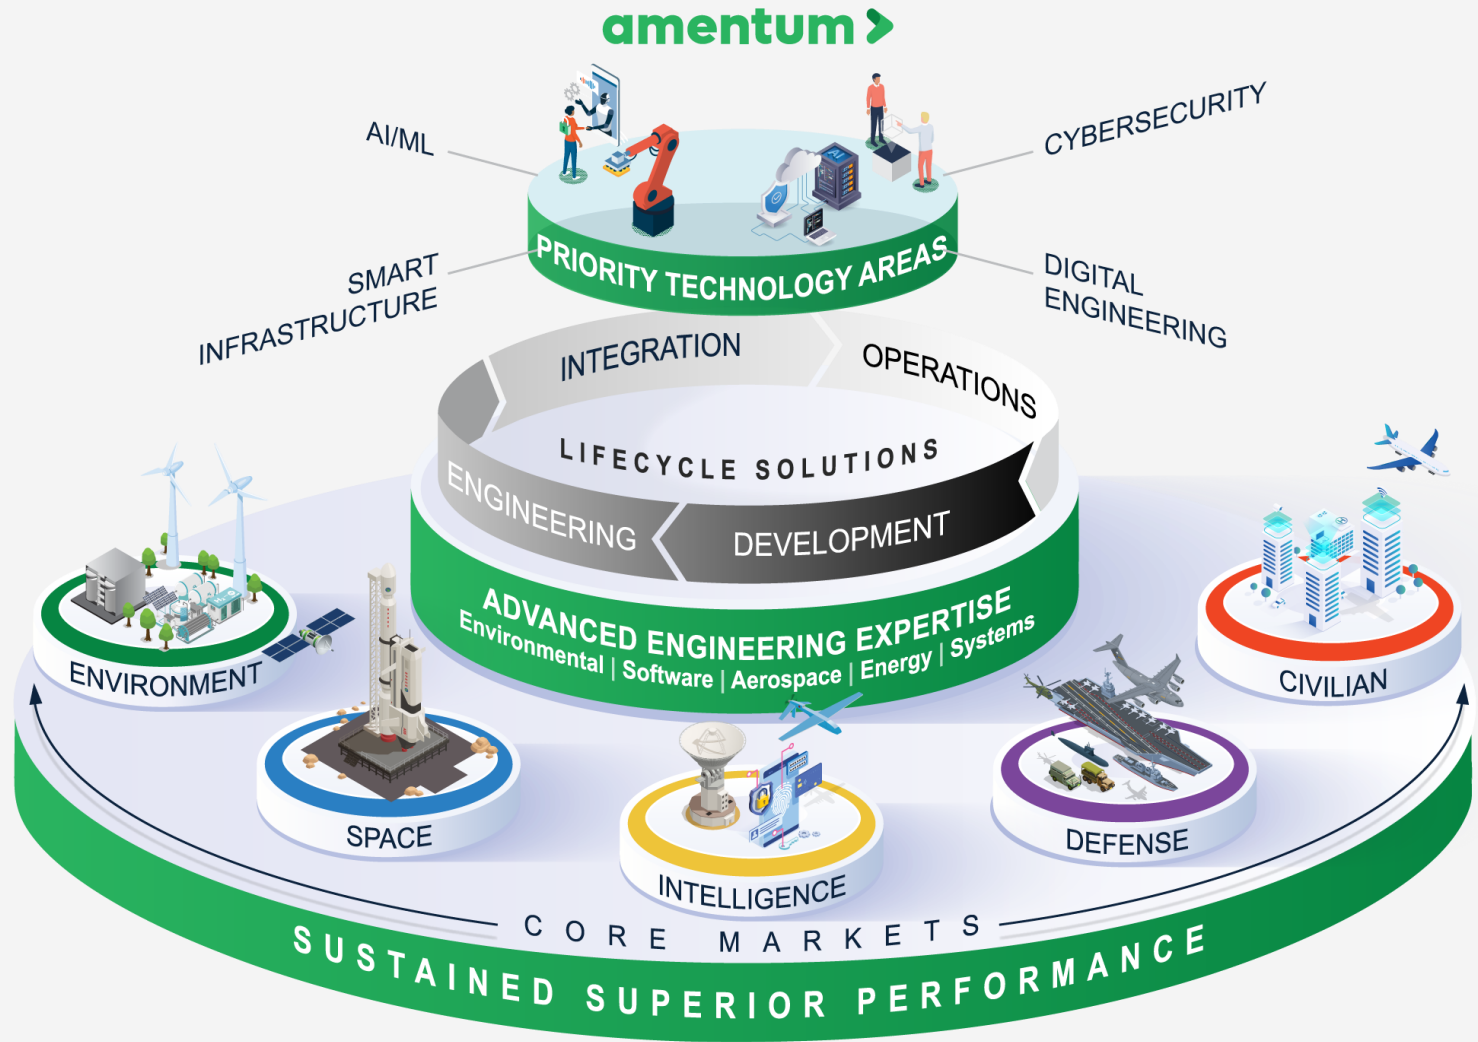 amentum
AI/ML
CYBERSECURITY
AI
SMART
INFRASTRUCTURE
DIGITAL
ENGINEERING
PRIORITY TECHNOLOGY AREAS
INTEGRATION
OPERATIONS
LIFECYCLE SOLUTIONS
ENGINEERING
DEVELOPMENT
ADVANCED ENGINEERING EXPERTISE
Environmental | Software | Aerospace | Energy | Systems
ENVIRONMENT
SPACE
INTELLIGENCE
DEFENSE
CIVILIAN
CORE MARKETS
SUSTAINED SUPERIOR PERFORMANCE